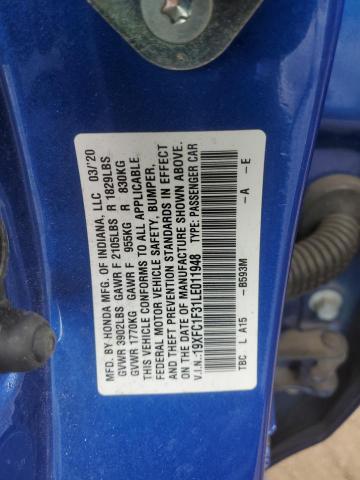 MFD. BY HONDA MFG. OF INDIANA, LLC 03/'20
GVWR 3902LBS GAWR F 2105LBS R 1829LBS
GVWR 1770KG GAWR F 955KG R 830KG
THIS VEHICLE CONFORMS TO ALL APPLICABLE
FEDERAL MOTOR VEHICLE SAFETY, BUMPER,
AND THEFT PREVENTION STANDARDS IN EFFECT
ON THE DATE OF MANUFACTURE SHOWN ABOVE.
V.I.N.:19XFC1F31LE011948 TYPE: PASSENGER CAR
TBC L A15 -B593M -A -E